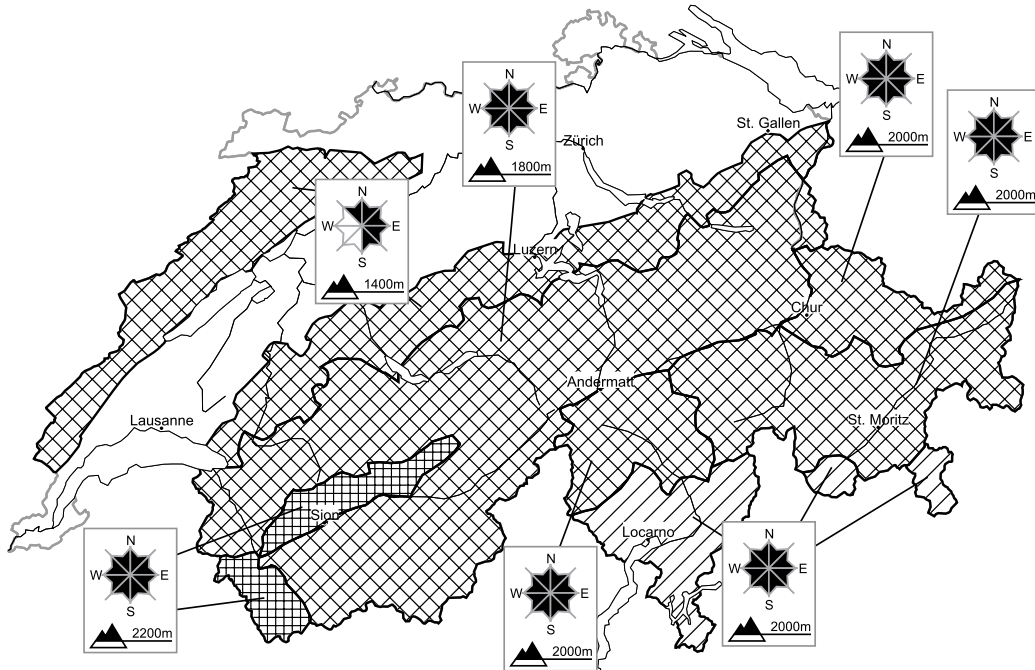 N
W E
S
2000m
N
W E
S
1800m
N
W E
S
2000m
St. Gallen
Zürich
N
W E
S
1400m
Luzern
Chur
Andermatt
Lausanne
St. Moritz
Sion
Locarno
N
W E
S
2200m
N
W E
S
2000m
N
W E
S
2000m